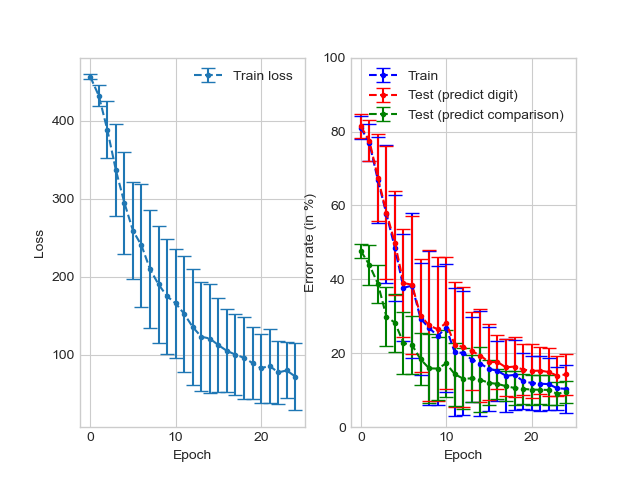 Train loss
400
300
200
100
Loss
0
10
20
Epoch
Train
Test (predict digit)
Test (predict comparison)
100
80
60
40
20
0
Error rate (in %)
0
10
20
Epoch